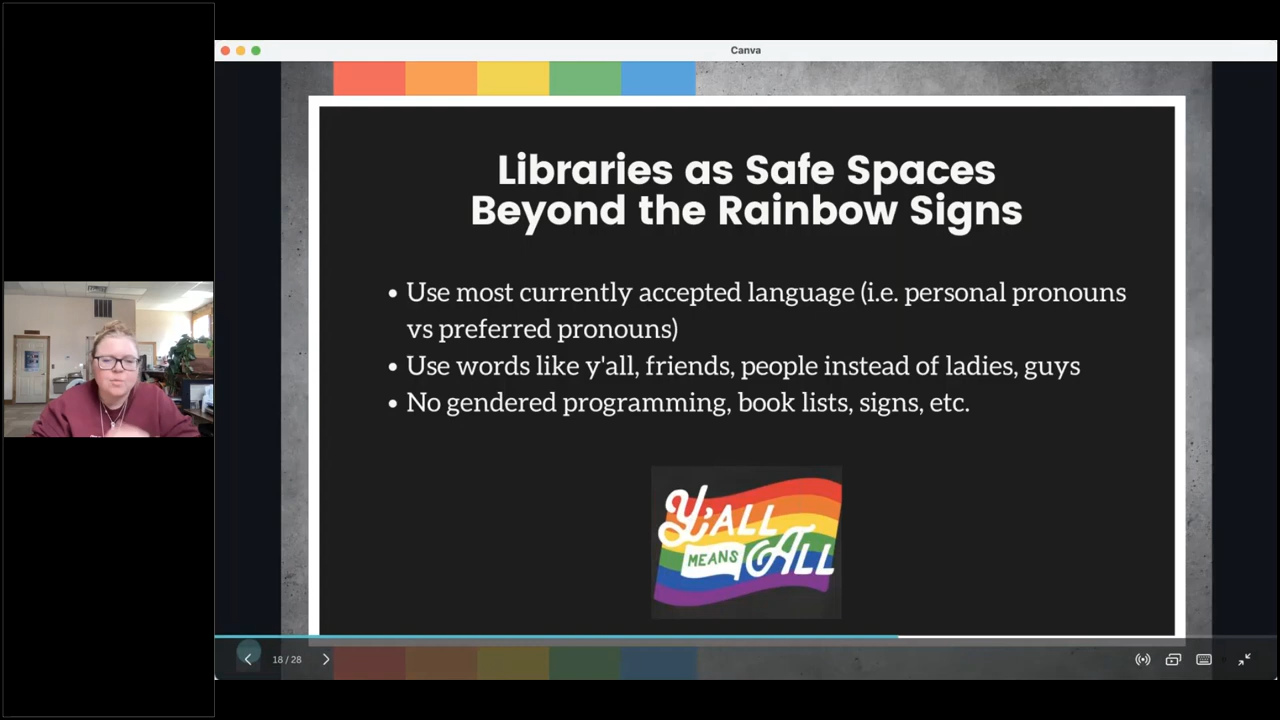 Canva
Libraries as Safe Spaces
Beyond the Rainbow Signs
• Use most currently accepted language (i.e. personal pronouns
vs preferred pronouns)
• Use words like y'all, friends, people instead of ladies, guys
• No gendered programming, book lists, signs, etc.
Y'ALL
MEANS ALL
18 / 28